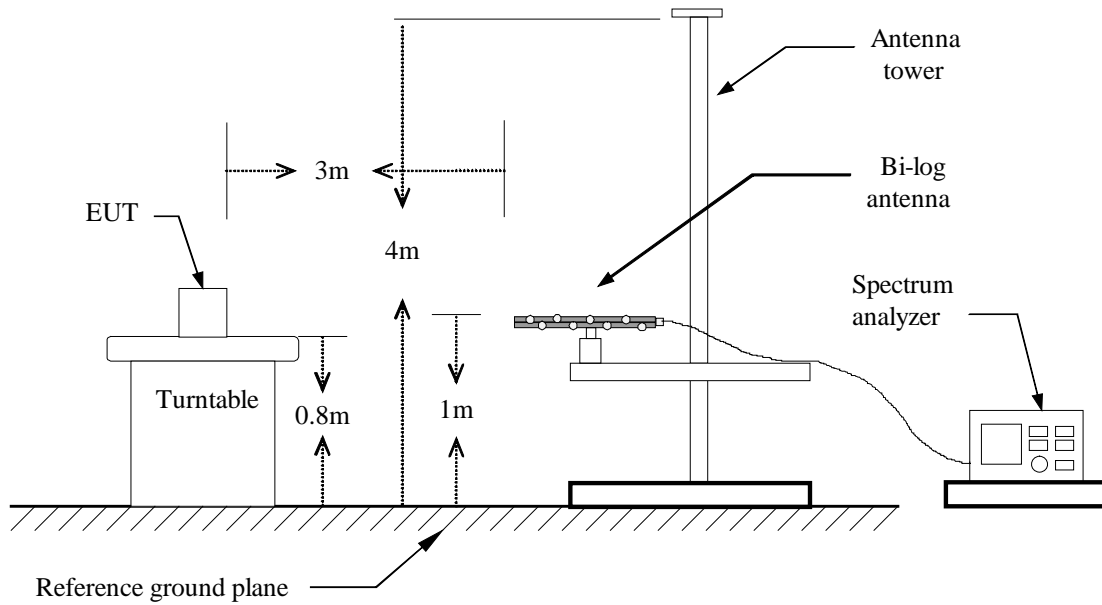 Antenna
tower
3m
Bi-log
antenna
EUT
4m
Spectrum
analyzer
Turntable
0.8m
1m
Reference ground plane